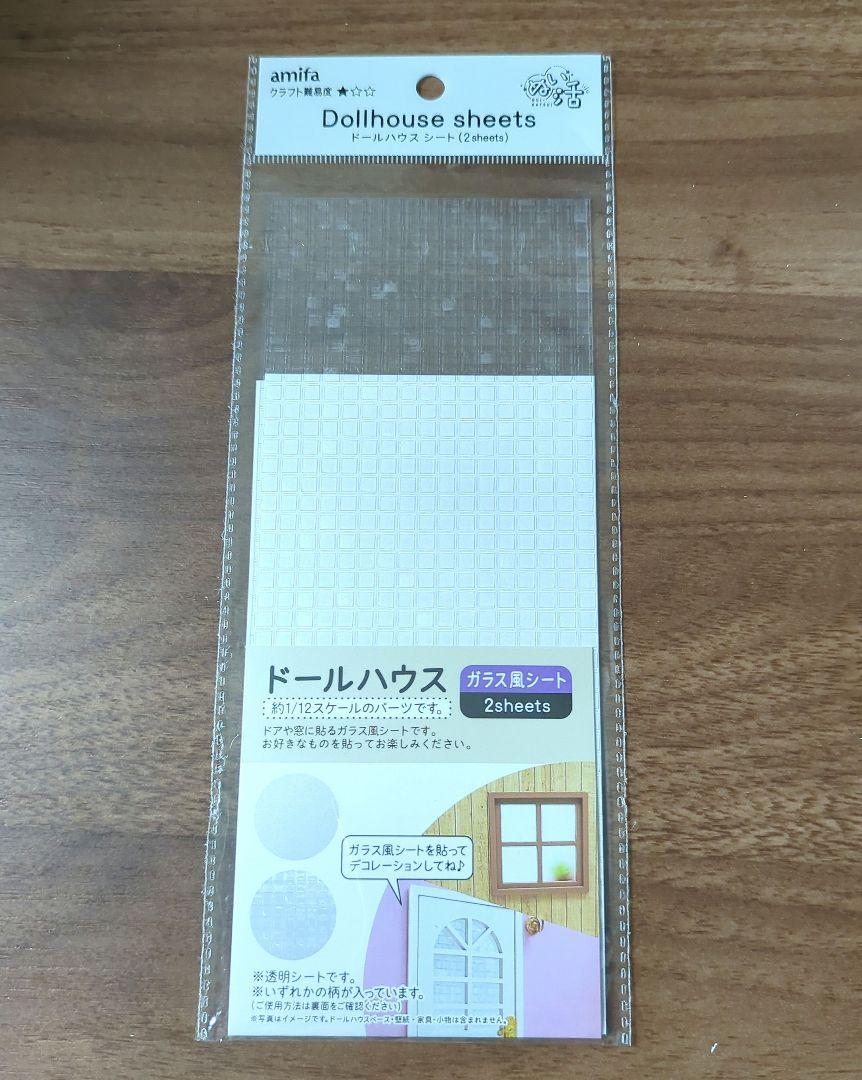 amifa
クラフト難易度 ★☆☆
ぬい活
Dollhouse sheets
ドールハウス シート(2sheets)
ドールハウス
約1/12スケールのパーツです。
ガラス風シート
2sheets
ドアや窓に貼るガラス風シートです。
お好きなものを貼ってお楽しみください。
ガラス風シートを貼って
デコレーションしてね♪
※透明シートです。
※いずれかの柄が入っています。
(ご使用方法は裏面をご確認ください)
※写真はイメージです。ドールハウスベース・壁紙・家具・小物は含まれません。